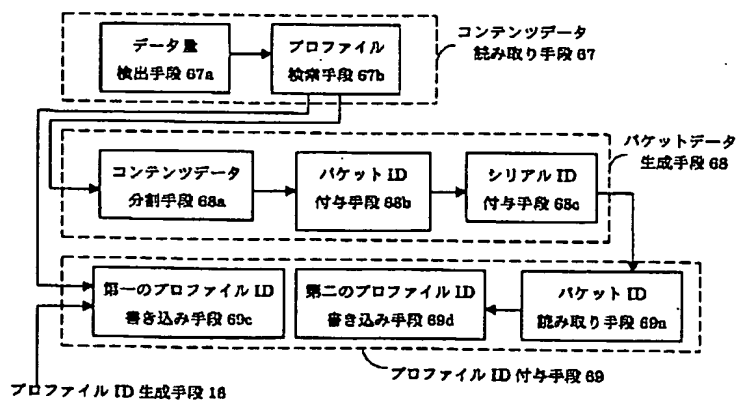 データ量
検出手段 67a
プロファイル
検索手段 67b
コンテンツデータ
読み取り手段 67
コンテンツデータ
分割手段 68a
パケット ID
付与手段 68b
シリアル ID
付与手段 68c
パケットデータ
生成手段 68
第一のプロファイル ID
書き込み手段 69c
第二のプロファイル ID
書き込み手段 69d
パケット ID
読み取り手段 69a
プロファイル ID 生成手段 16
プロファイル ID 付与手段 69